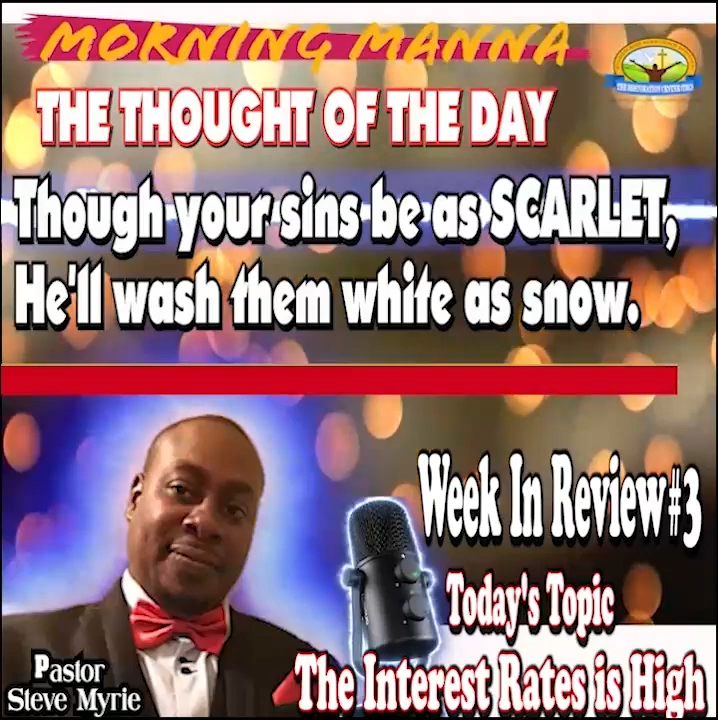 MORNING MANNA
THE THOUGHT OF THE DAY
Though your sins be as SCARLET,
He'll wash them white as snow.
Week In Review#3
Today's Topic
The Interest Rates is High
Pastor
Steve Myrie